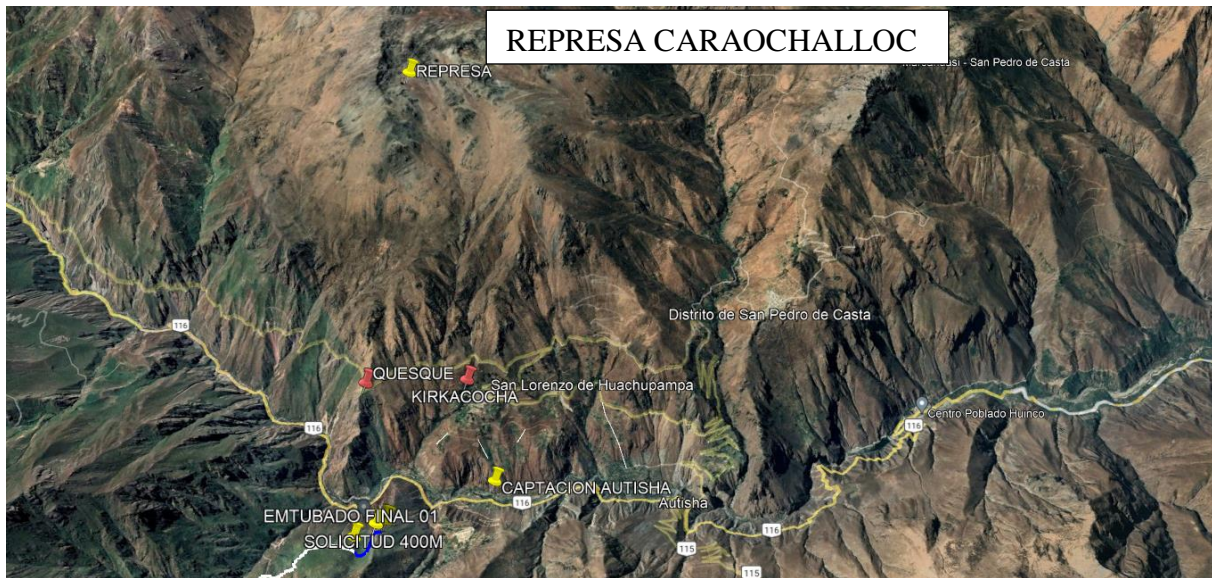 REPRESA CARAOCHALLOC
REPRESA
- San Pedro de Casta
Distrito de San Pedro de Casta
116
QUESQUE
KIRKACOCHA
San Lorenzo de Huachupampa
Centro Poblado Huinco
116
116
CAPTACION AUTISHA
116
Autisha
EMTUBADO FINAL 01
SOLICITUD 400M
116
115
115